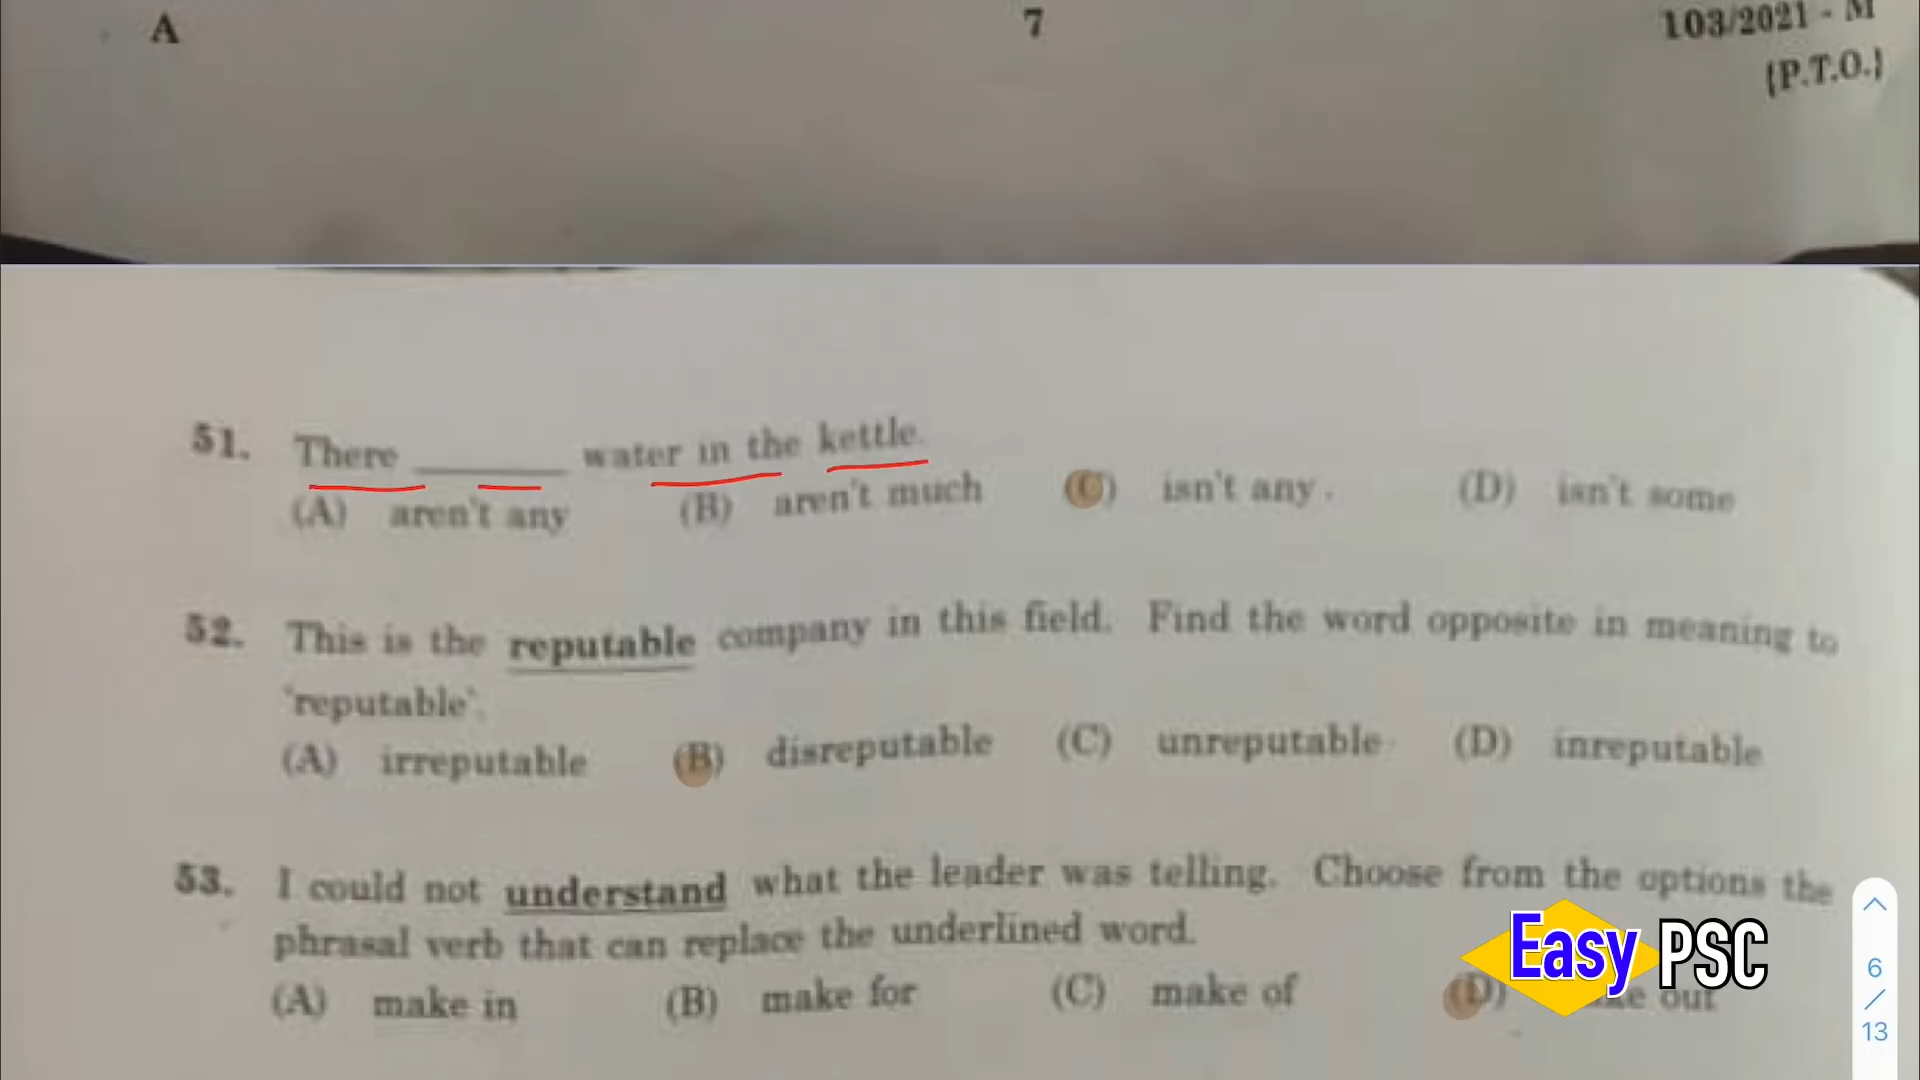 A 7 103/2021 - M
{P.T.O.}
51. There ______ water in the kettle.
(A) aren't any (B) aren't much (C) isn't any. (D) isn't some
52. This is the reputable company in this field. Find the word opposite in meaning to
'reputable'.
(A) irreputable (B) disreputable (C) unreputable (D) inreputable
53. I could not understand what the leader was telling. Choose from the options the
phrasal verb that can replace the underlined word.
(A) make in (B) make for (C) make of (D) out
Easy PSC
6
/
13